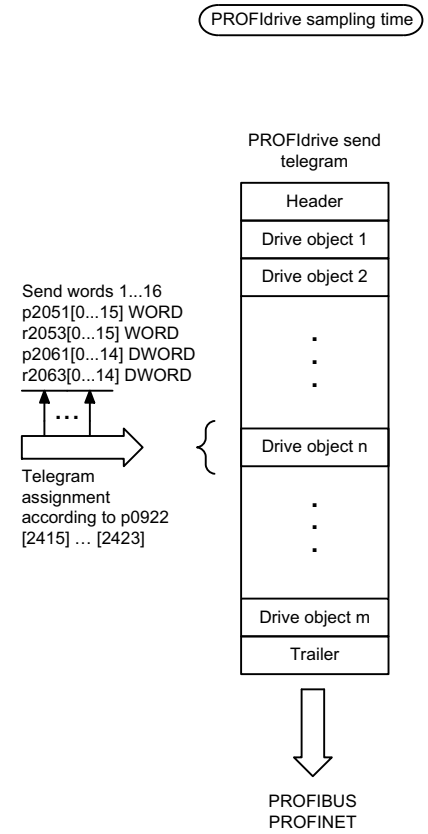 PROFIdrive sampling time
PROFIdrive send
telegram
Header
Drive object 1
Drive object 2
Send words 1...16
p2051[0...15] WORD
r2053[0...15] WORD
p2061[0...14] DWORD
r2063[0...14] DWORD
...
Drive object n
Telegram
assignment
according to p0922
[2415] … [2423]
Drive object m
Trailer
PROFIBUS
PROFINET